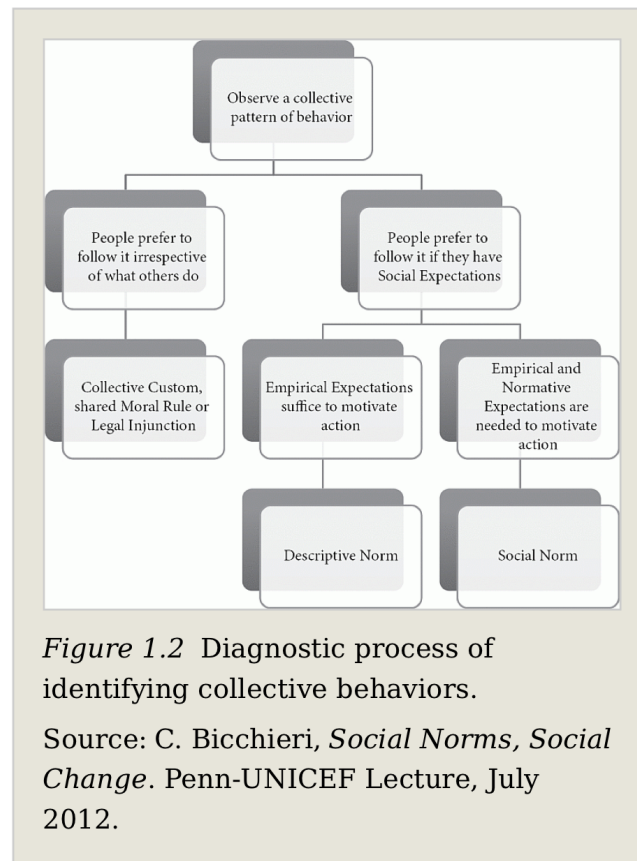 Observe a collective
pattern of behavior
People prefer to
follow it irrespective
of what others do
People prefer to
follow it if they have
Social Expectations
Collective Custom,
shared Moral Rule or
Legal Injunction
Empirical Expectations
suffice to motivate
action
Empirical and
Normative
Expectations are
needed to motivate
action
Descriptive Norm
Social Norm
Figure 1.2 Diagnostic process of
identifying collective behaviors.
Source: C. Bicchieri, Social Norms, Social
Change. Penn-UNICEF Lecture, July
2012.